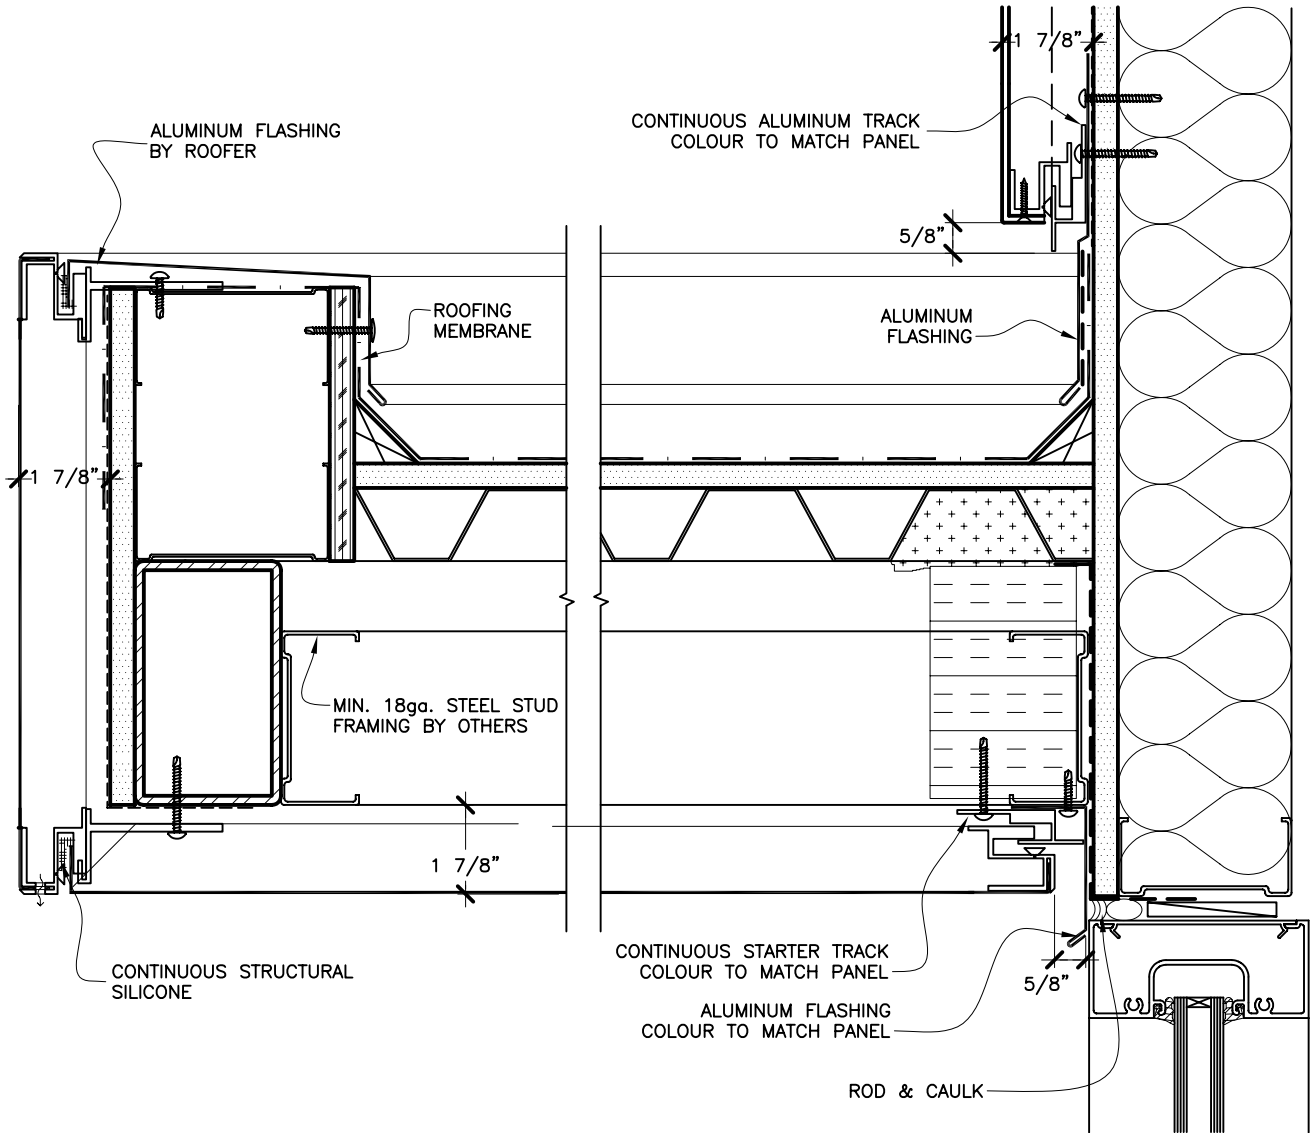 1 7/8"
ALUMINUM FLASHING
BY ROOFER
CONTINUOUS ALUMINUM TRACK
COLOUR TO MATCH PANEL
5/8"
ROOFING
MEMBRANE
ALUMINUM
FLASHING
1 7/8"
MIN. 18ga. STEEL STUD
FRAMING BY OTHERS
1 7/8"
CONTINUOUS STRUCTURAL
SILICONE
CONTINUOUS STARTER TRACK
COLOUR TO MATCH PANEL
5/8"
ALUMINUM FLASHING
COLOUR TO MATCH PANEL
ROD & CAULK